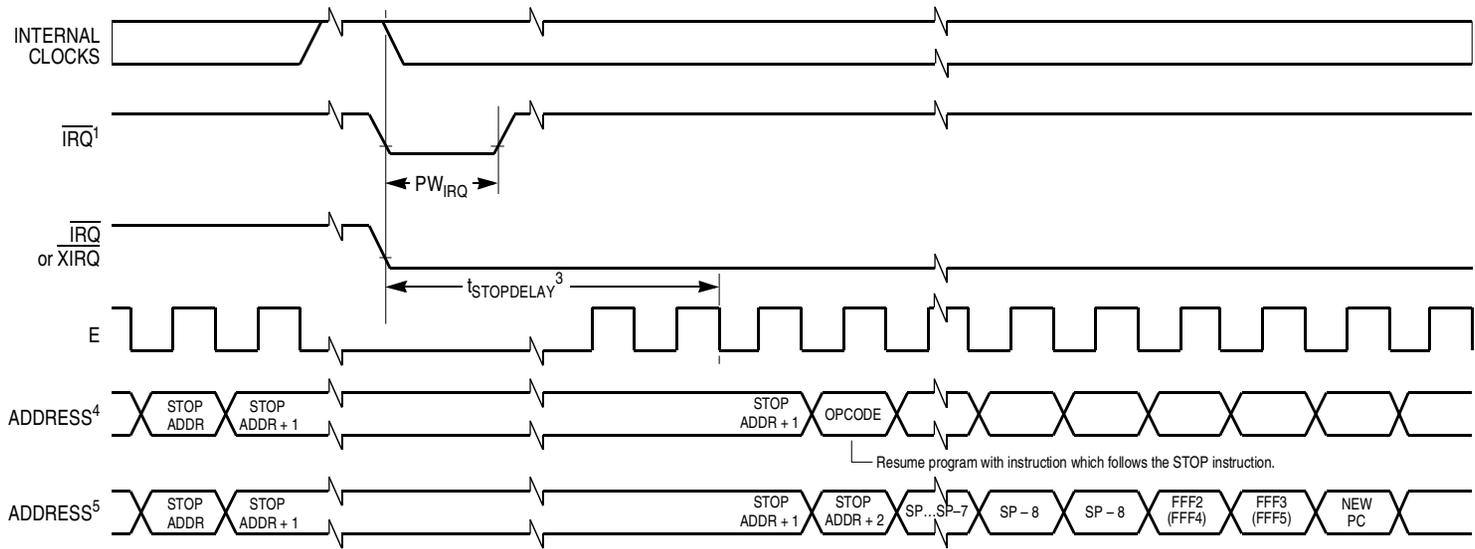 INTERNAL
CLOCKS
IRQ1
PWIRQ
IRQ
or XIRQ
tSTOPDELAY3
E
ADDRESS4
STOP
ADDR
STOP
ADDR + 1
STOP
ADDR + 1
OPCODE
Resume program with instruction which follows the STOP instruction.
ADDRESS5
STOP
ADDR
STOP
ADDR + 1
STOP
ADDR + 1
STOP
ADDR + 2
SP...SP–7
SP – 8
SP – 8
FFF2
(FFF4)
FFF3
(FFF5)
NEW
PC